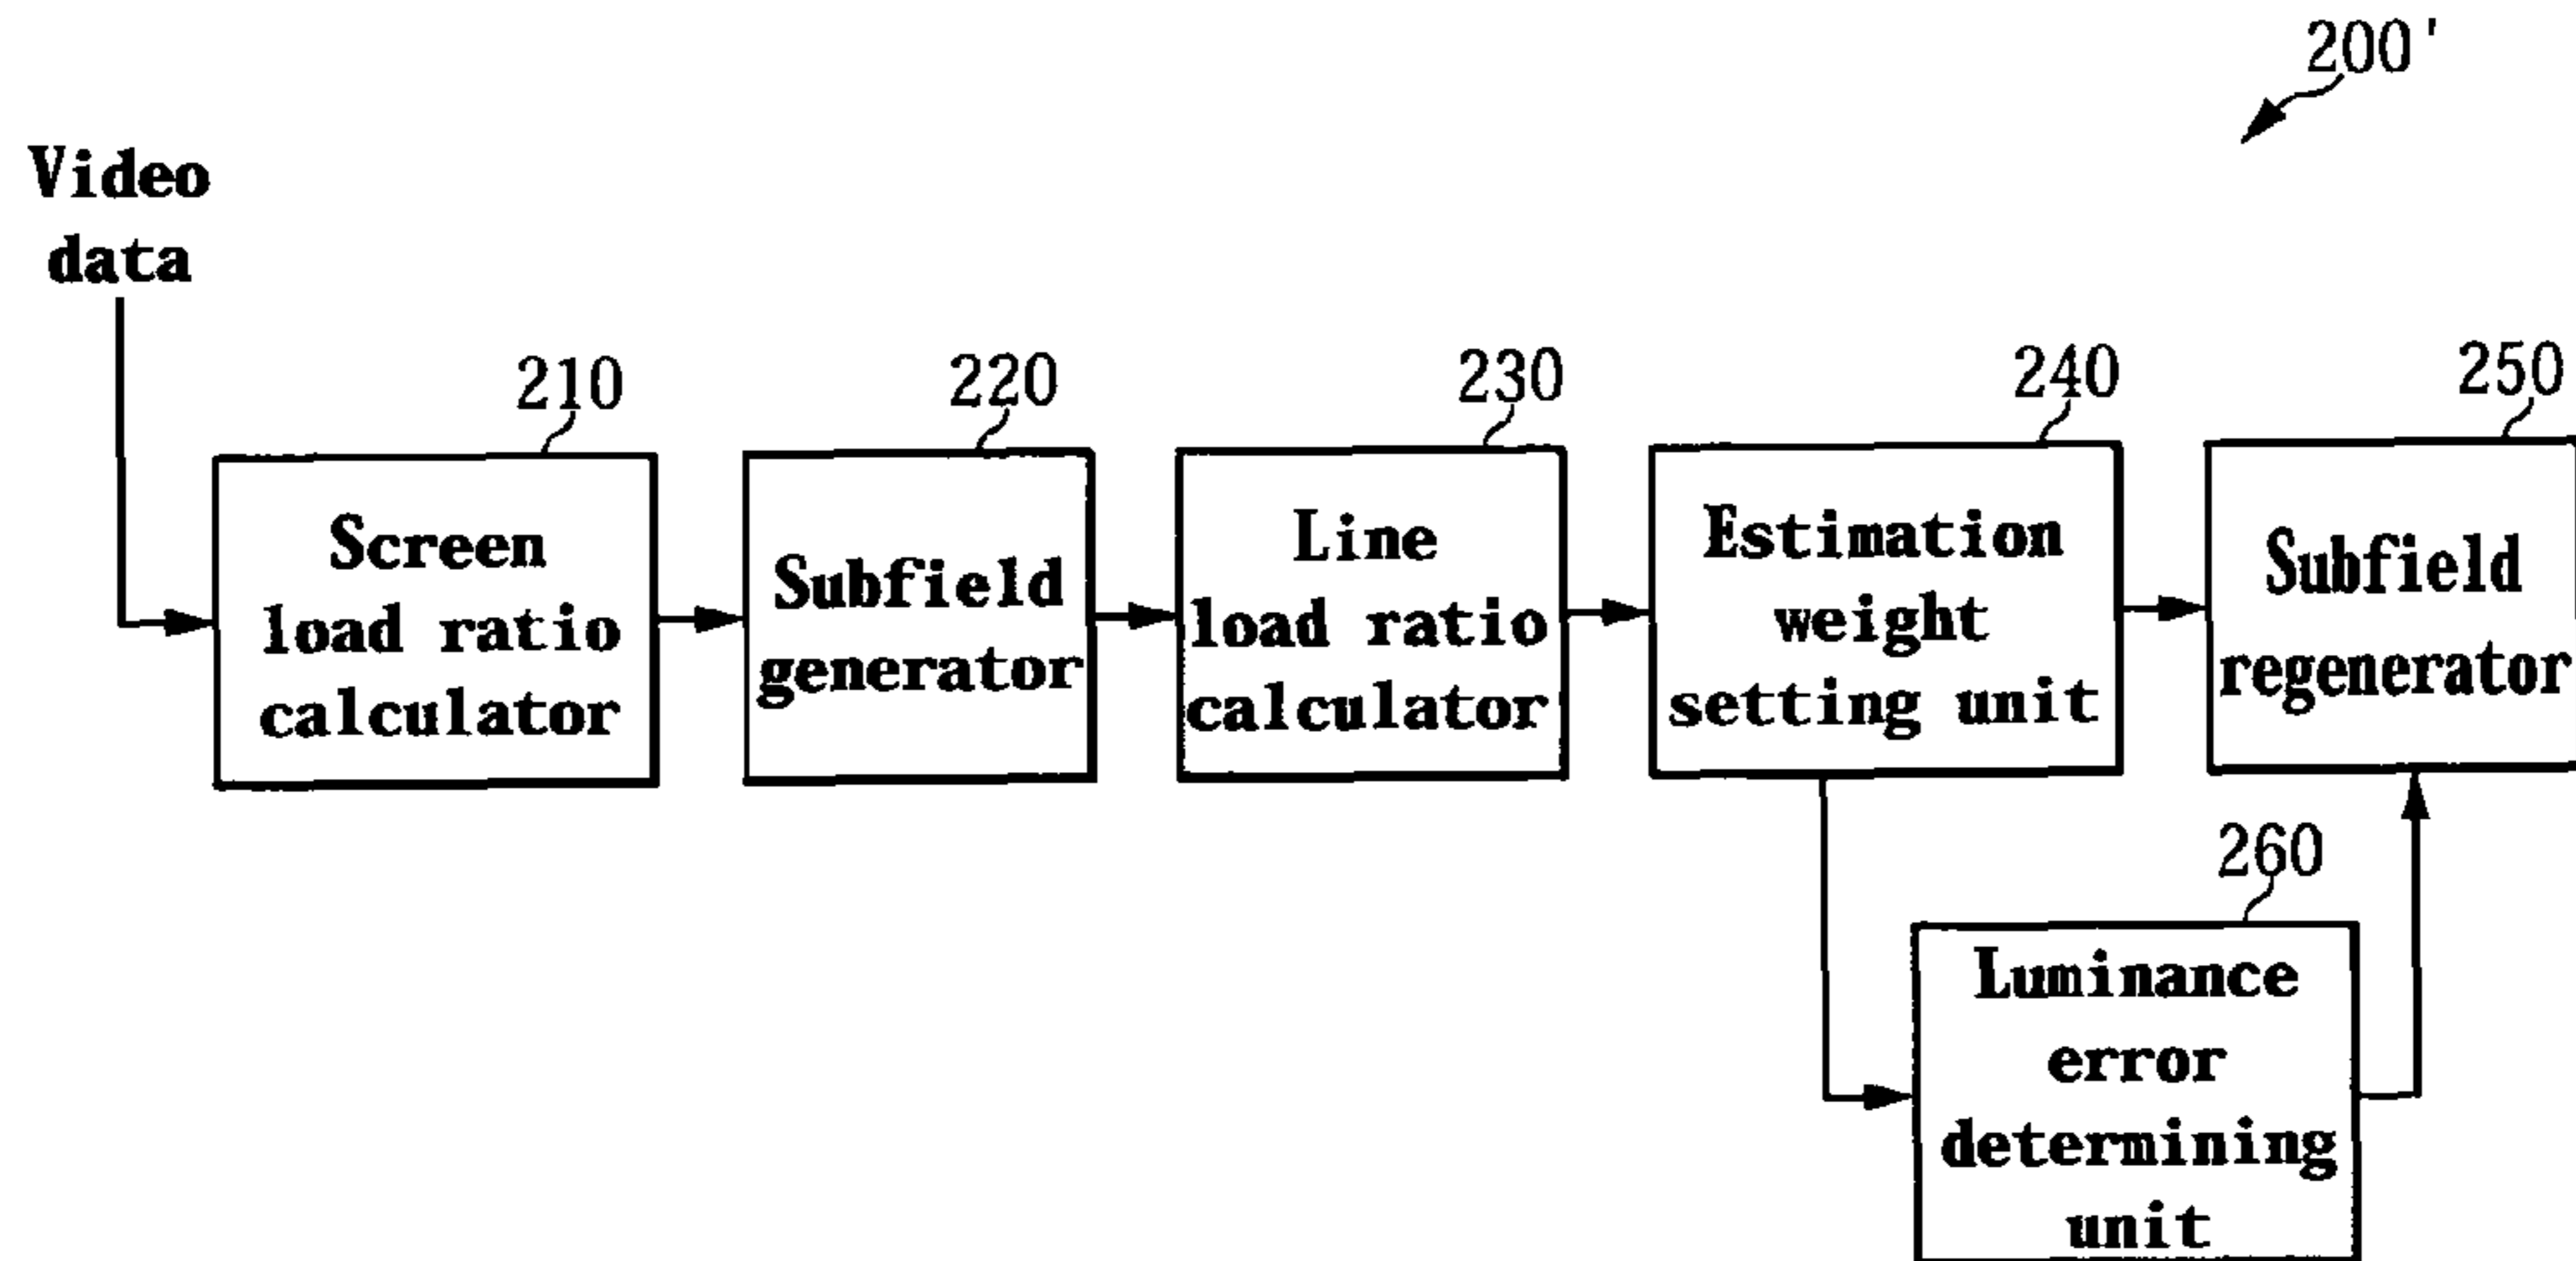 200'
Video
data
210
220
230
240
250
Screen
load ratio
calculator
Subfield
generator
Line
load ratio
calculator
Estimation
weight
setting unit
Subfield
regenerator
260
Luminance
error
determining
unit